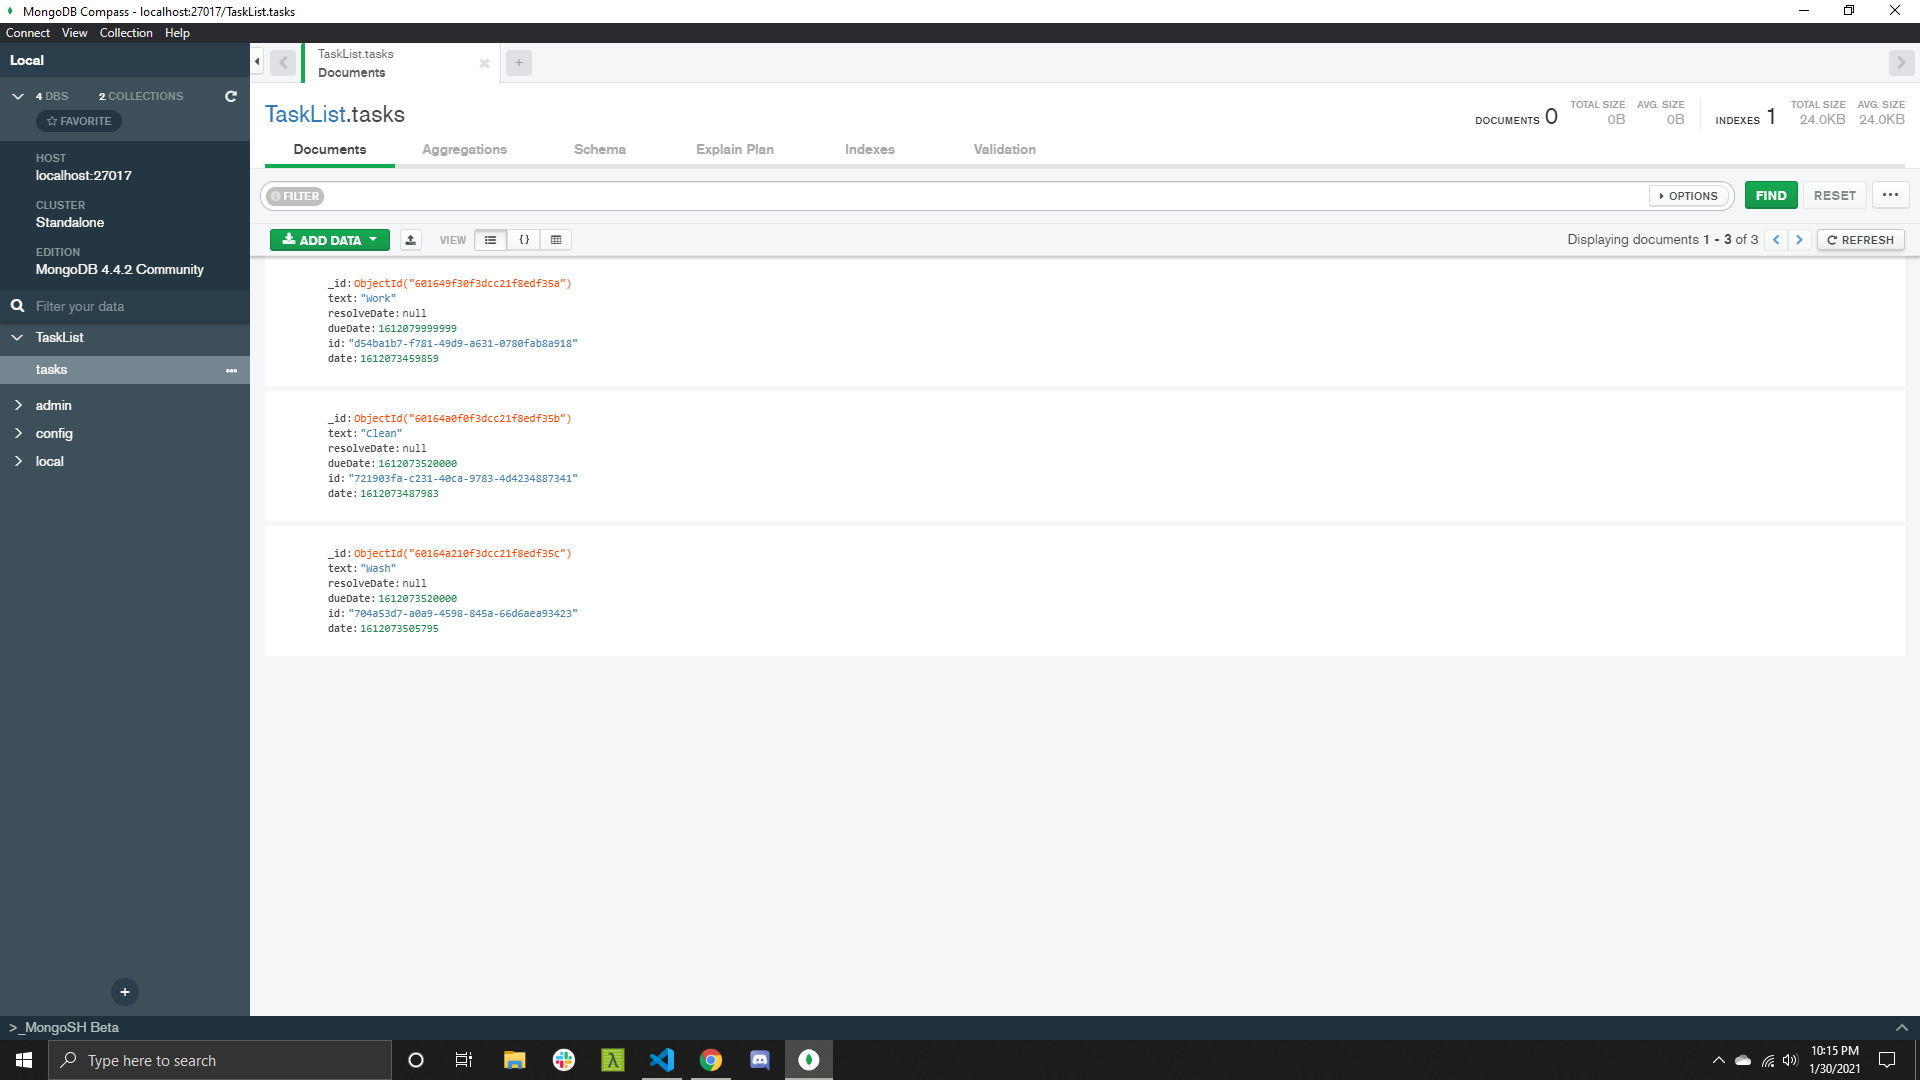 MongoDB Compass - localhost:27017/TaskList.tasks
Connect View Collection Help
Local
4 DBS 2 COLLECTIONS
FAVORITE
HOST
localhost:27017
CLUSTER
Standalone
EDITION
MongoDB 4.4.2 Community
Filter your data
TaskList
tasks
admin
config
local
TaskList.tasks
Documents
TaskList.tasks
DOCUMENTS 0 TOTAL SIZE 0B AVG. SIZE 0B INDEXES 1 TOTAL SIZE 24.0KB AVG. SIZE 24.0KB
Documents Aggregations Schema Explain Plan Indexes Validation
FILTER OPTIONS FIND RESET
ADD DATA VIEW Displaying documents 1 - 3 of 3 REFRESH
_id: ObjectId("601649f30f3dcc21f8edf35a")
text: "Work"
resolveDate: null
dueDate: 1612079999999
id: "d54ba1b7-f781-49d9-a631-0780fab8a918"
date: 1612073459859
_id: ObjectId("60164a0f0f3dcc21f8edf35b")
text: "Clean"
resolveDate: null
dueDate: 1612073520000
id: "721903fa-c231-40ca-9783-4d4234887341"
date: 1612073487983
_id: ObjectId("60164a210f3dcc21f8edf35c")
text: "Wash"
resolveDate: null
dueDate: 1612073520000
id: "704a53d7-a0a9-4598-845a-66d6aea93423"
date: 1612073505795
>_MongoSH Beta
Type here to search
10:15 PM
1/30/2021